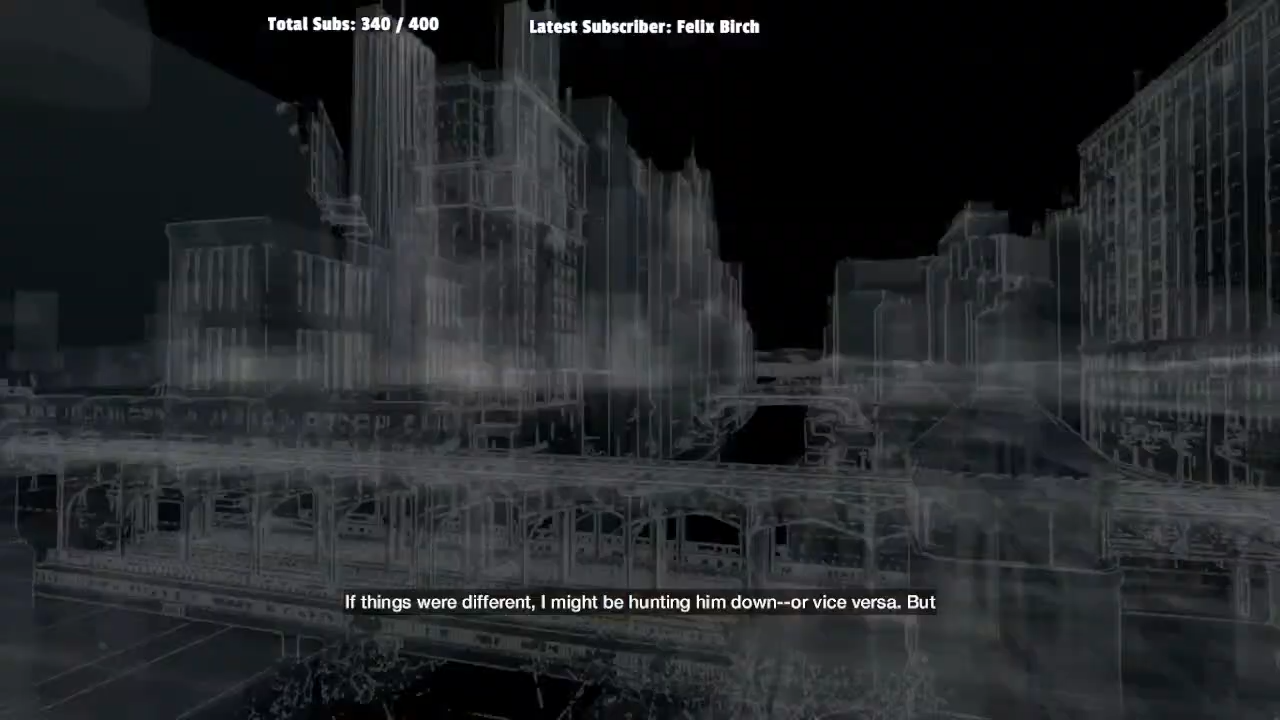 Total Subs: 340 / 400
Latest Subscriber: Felix Birch
If things were different, I might be hunting him down--or vice versa. But